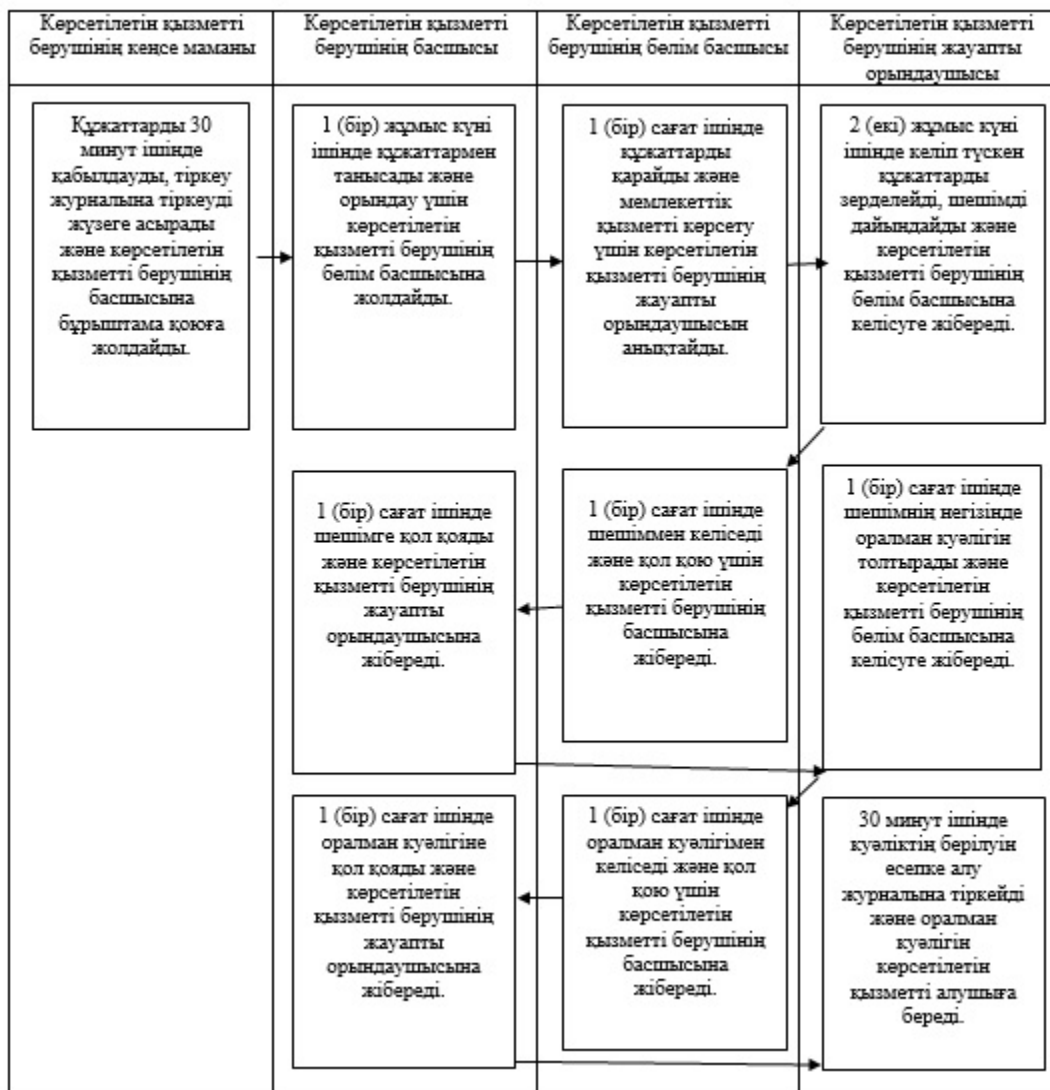 Көрсетілетін қызметті
берушінің кеңсе маманы
Көрсетілетін қызметті
берушінің басшысы
Көрсетілетін қызметті
берушінің бөлім басшысы
Көрсетілетін қызметті
берушінің жауапты
орындаушысы
Құжаттарды 30
минут ішінде
қабылдауды, тіркеу
журналына тіркеуді
жүзеге асырады
және көрсетілетін
қызметті берушінің
басшысына
бұрыштама қоюға
жолдайды.
1 (бір) жұмыс күні
ішінде құжаттармен
танысады және
орындау үшін
көрсетілетін
қызметті берушінің
бөлім басшысына
жолдайды.
1 (бір) сағат ішінде
құжаттарды
қарайды және
мемлекеттік
қызметті көрсету
үшін көрсетілетін
қызметті берушінің
жауапты
орындаушысын
анықтайды.
2 (екі) жұмыс күні
ішінде келіп түскен
құжаттарды
зерделейді, шешімді
дайындайды және
көрсетілетін
қызметті берушінің
бөлім басшысына
келісуге жібереді.
1 (бір) сағат ішінде
шешімге қол қояды
және көрсетілетін
қызметті берушінің
жауапты
орындаушысына
жібереді.
1 (бір) сағат ішінде
шешіммен келіседі
және қол қою үшін
көрсетілетін
қызметті берушінің
басшысына
жібереді.
1 (бір) сағат ішінде
шешімнің негізінде
оралман куәлігін
толтырады және
көрсетілетін
қызметті берушінің
бөлім басшысына
келісуге жібереді.
1 (бір) сағат ішінде
оралман куәлігіне
қол қояды және
көрсетілетін
қызметті берушінің
жауапты
орындаушысына
жібереді.
1 (бір) сағат ішінде
оралман куәлігімен
келіседі және қол
қою үшін
көрсетілетін
қызметті берушінің
басшысына
жібереді.
30 минут ішінде
куәліктің берілуін
есепке алу
журналына тіркейді
және оралман
куәлігін
көрсетілетін
қызметті алушыға
береді.